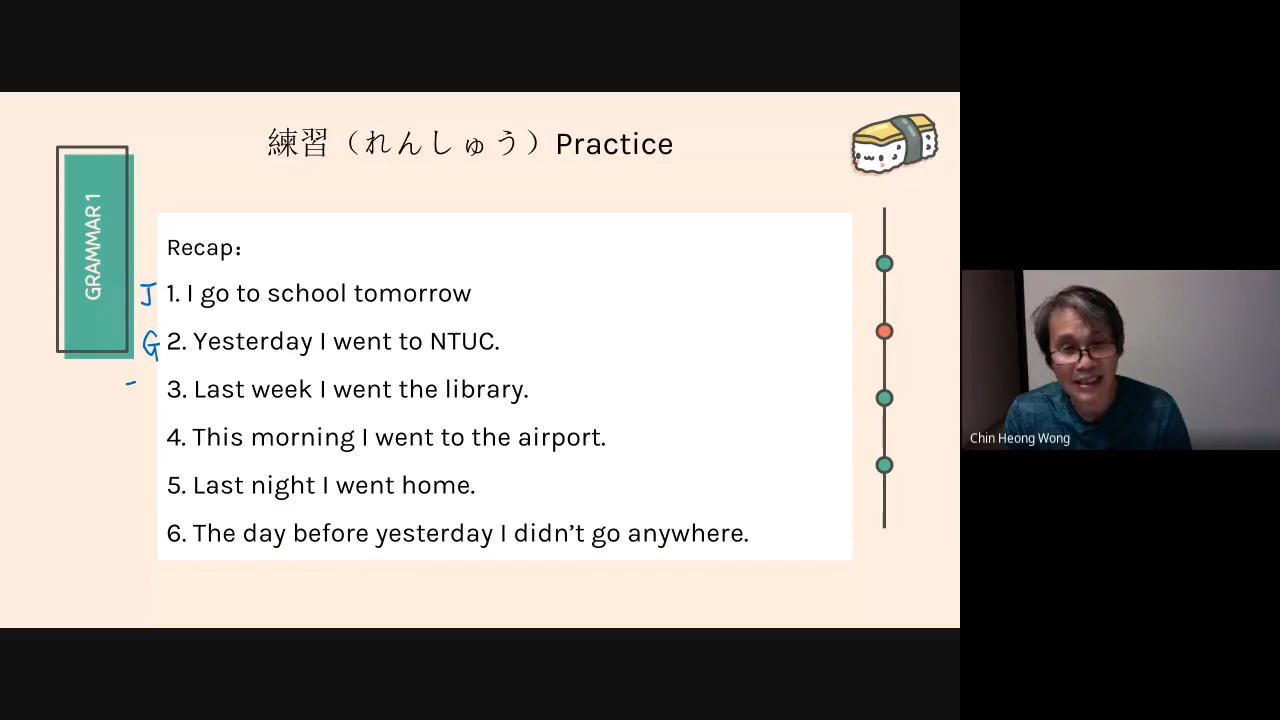 練習（れんしゅう）Practice
GRAMMAR 1
Recap：
J 1. I go to school tomorrow
G 2. Yesterday I went to NTUC.
3. Last week I went the library.
4. This morning I went to the airport.
5. Last night I went home.
6. The day before yesterday I didn’t go anywhere.
Chin Heong Wong